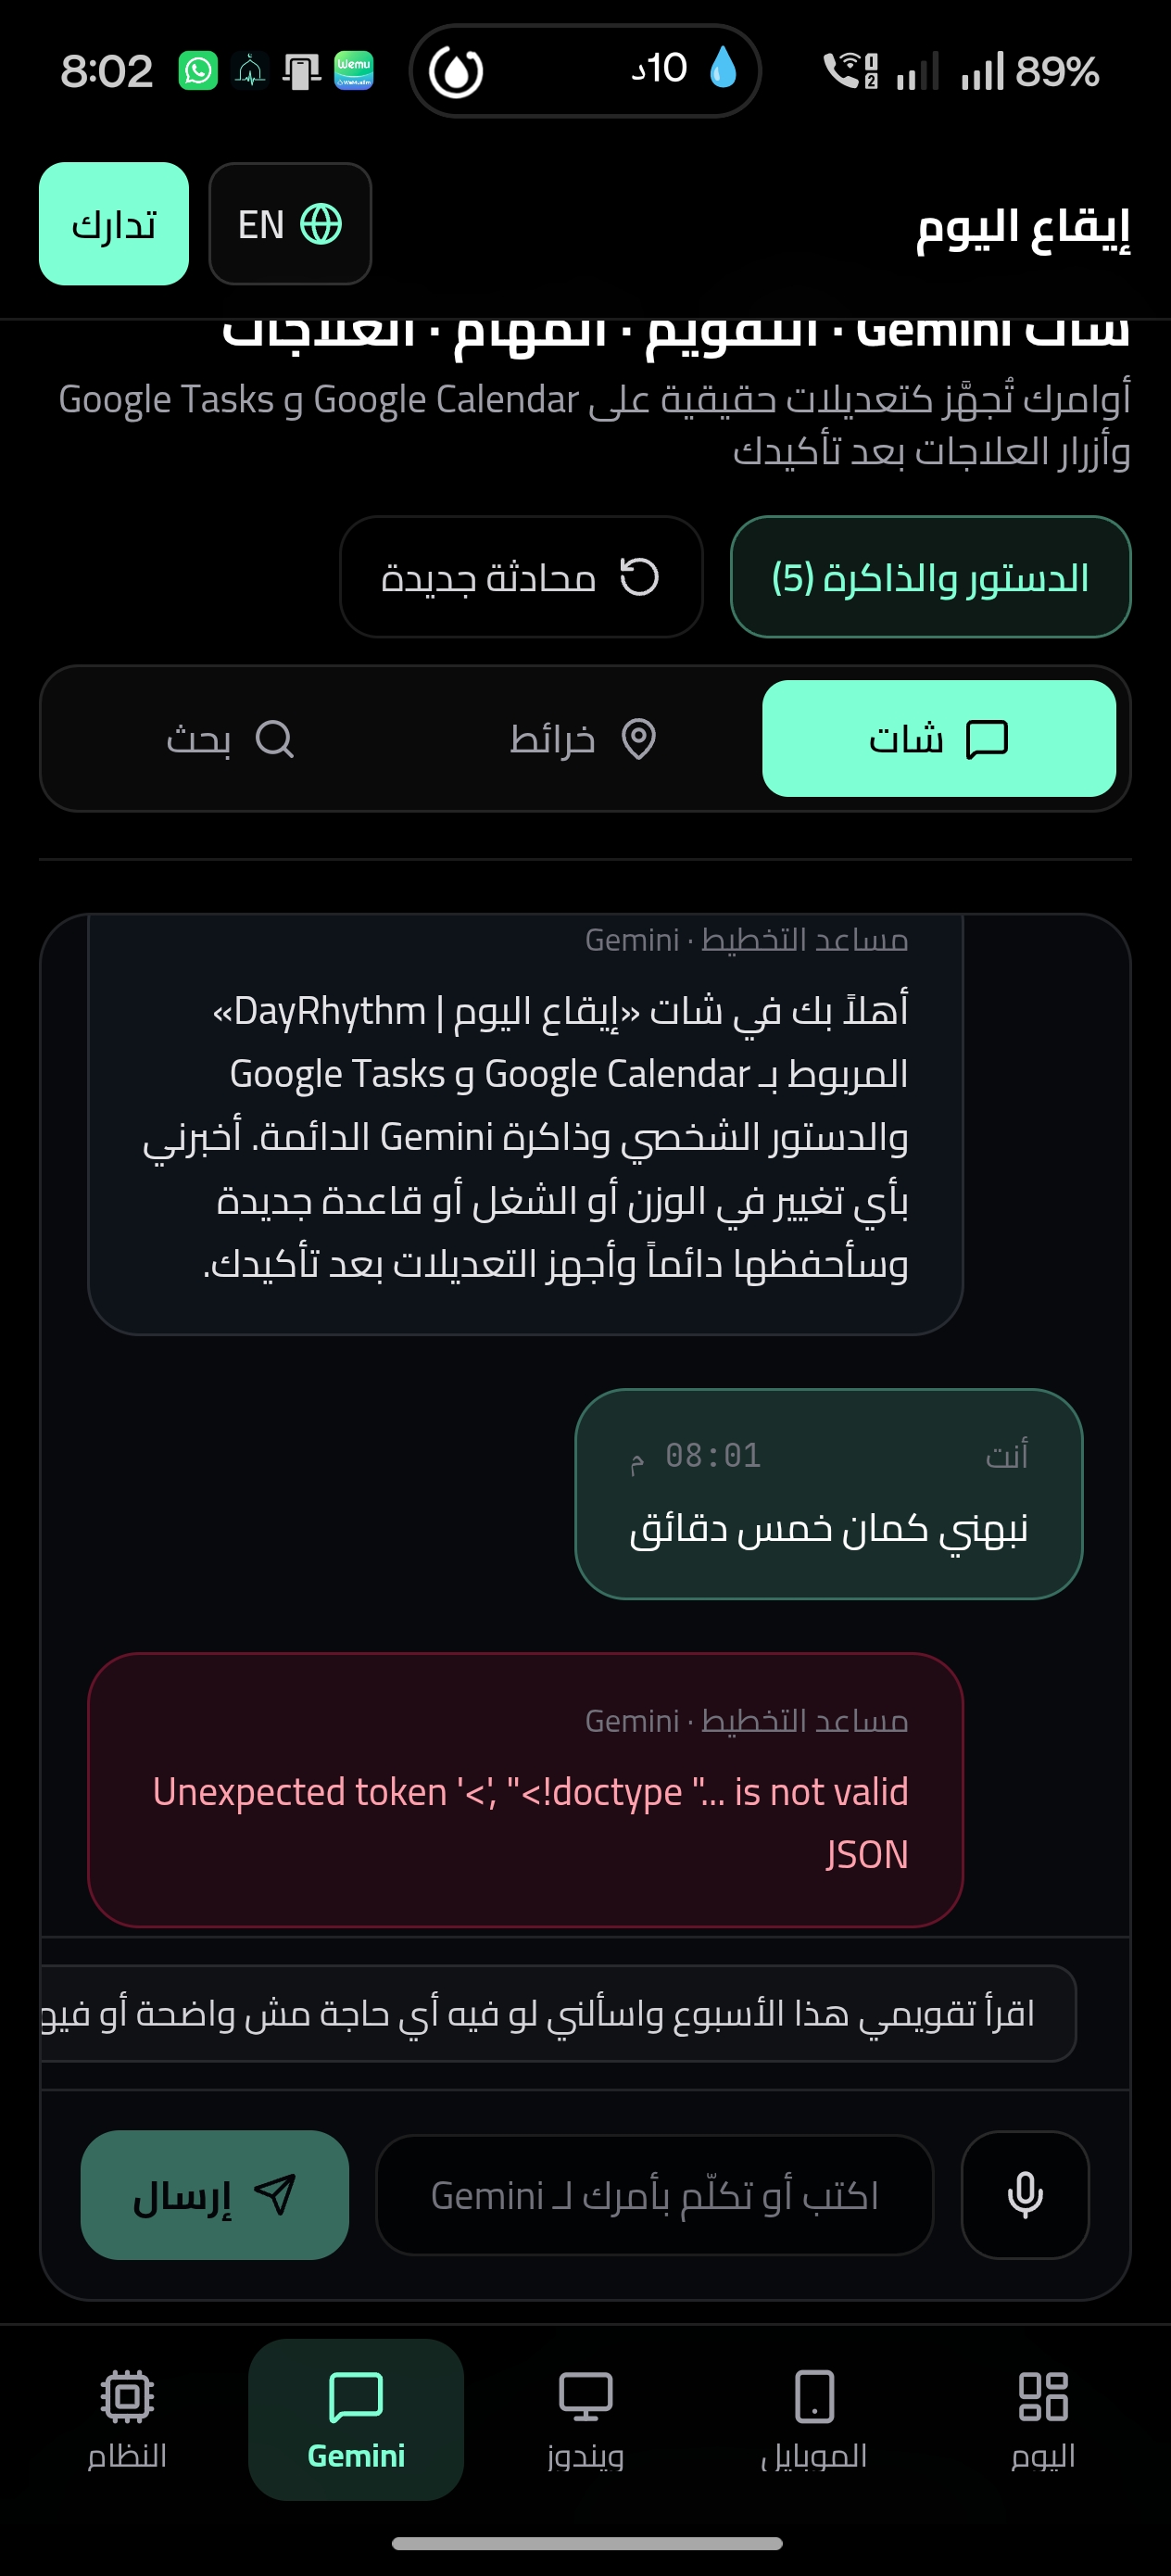 8:02
10د
89%
إيقاع اليوم
EN
تدارك
شات Gemini · التقويم · المهام · العلاجات
أوامرك تُجهَّز كتعديلات حقيقية على Google Calendar و Google Tasks
وأزرار العلاجات بعد تأكيدك
الدستور والذاكرة (5)
محادثة جديدة
شات
خرائط
بحث
مساعد التخطيط · Gemini
أهلاً بك في شات «إيقاع اليوم | DayRhythm»
المربوط بـ Google Calendar و Google Tasks
والدستور الشخصي وذاكرة Gemini الدائمة. أخبرني
بأي تغيير في الوزن أو الشغل أو قاعدة جديدة
وسأحفظها دائماً وأجهز التعديلات بعد تأكيدك.
أنت
08:01 م
نبهني كمان خمس دقائق
مساعد التخطيط · Gemini
Unexpected token '<', "<!doctype "... is not valid
JSON
اقرأ تقويمي هذا الأسبوع واسألني لو فيه أي حاجة مش واضحة أو
اكتب أو تكلّم بأمرك لـ Gemini
إرسال
اليوم
الموبايل
ويندوز
Gemini
النظام